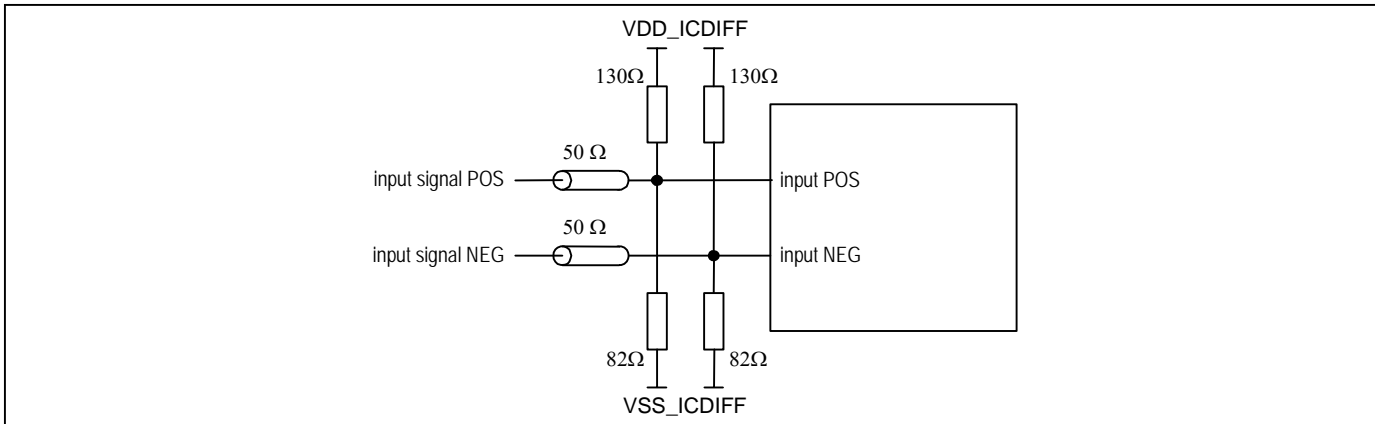 VDD_ICDIFF
130Ω 130Ω
50 Ω
input signal POS input POS
50 Ω
input signal NEG input NEG
82Ω 82Ω
VSS_ICDIFF